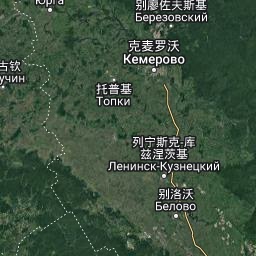 Юрга
别廖佐夫斯基
Березовский
克麦罗沃
Кемерово
古钦
учин
托普基
Топки
列宁斯克-库
兹涅茨基
Ленинск-Кузнецкий
别洛沃
Белово